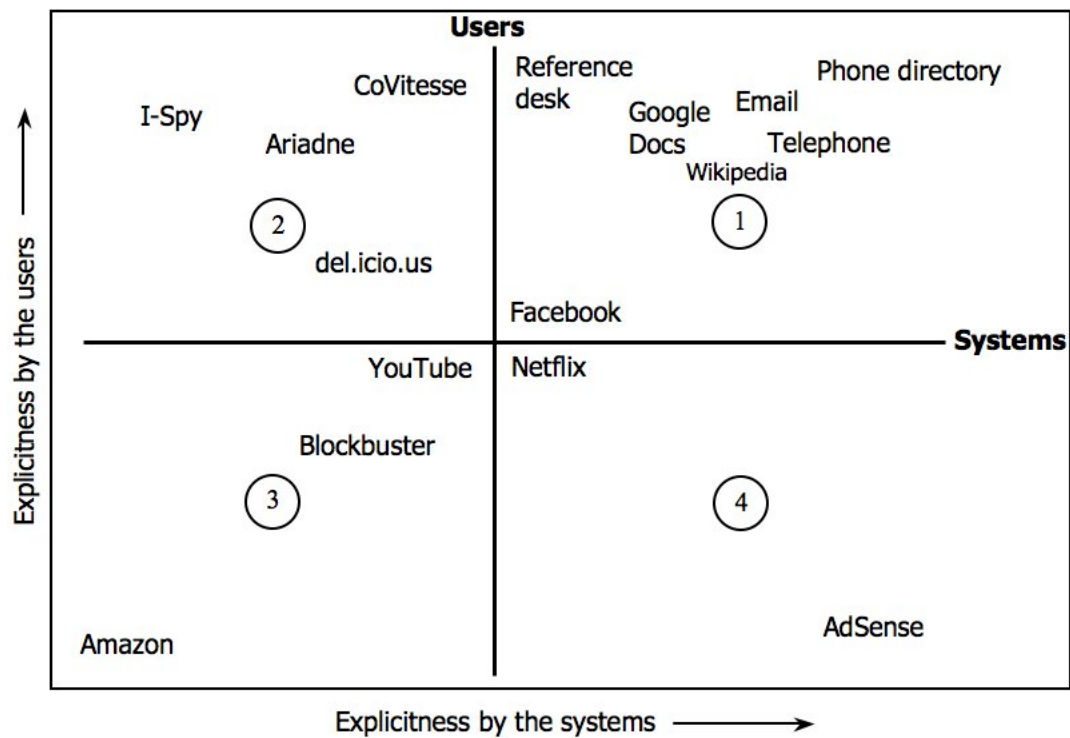 Users
Reference
desk
Phone directory
CoVitesse
Google
Docs
Email
I-Spy
Ariadne
Telephone
Wikipedia
2
1
del.icio.us
Facebook
Systems
YouTube
Netflix
Blockbuster
3
4
Amazon
AdSense
Explicitness by the users
Explicitness by the systems